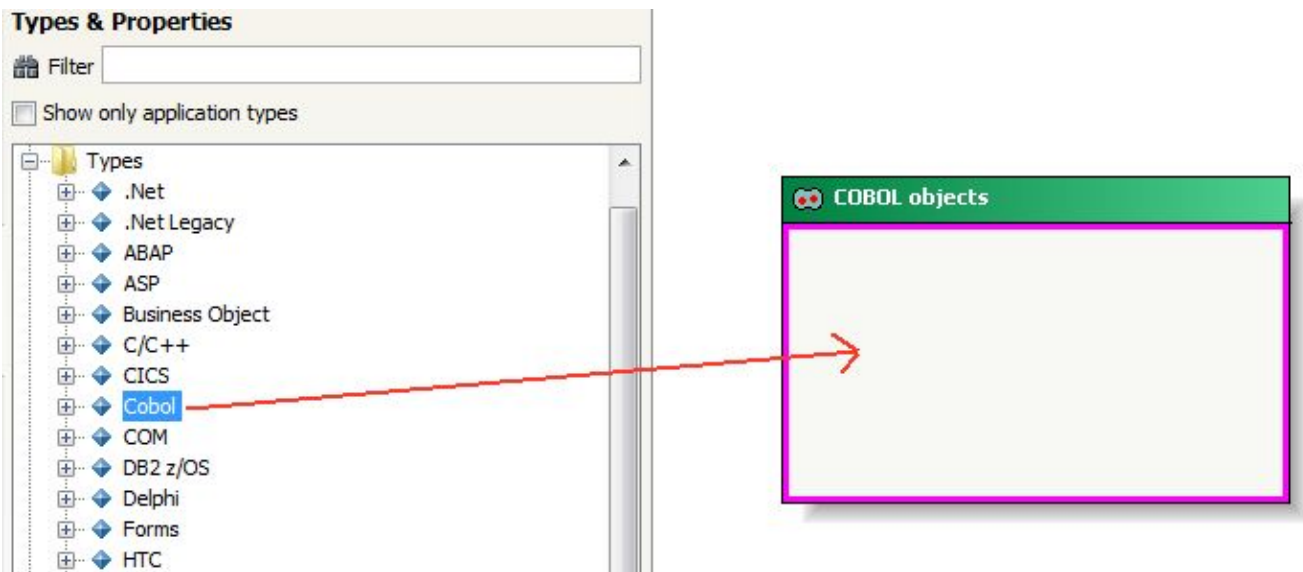 Types & Properties
Filter
Show only application types
Types
.Net
.Net Legacy
ABAP
ASP
Business Object
C/C++
CICS
Cobol
COM
DB2 z/OS
Delphi
Forms
HTC
COBOL objects